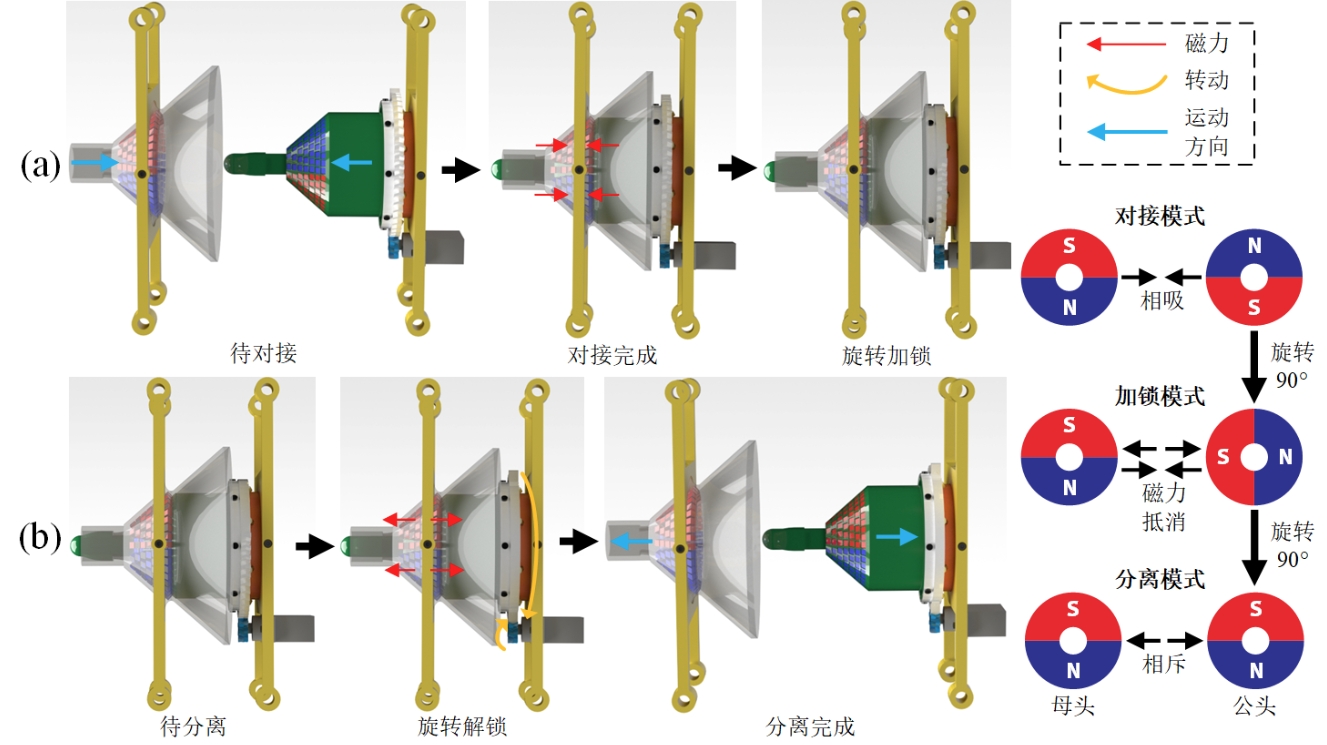 (a)
待对接
对接完成
旋转加锁
磁力
转动
运动
方向
对接模式
S
N
N
S
相吸
旋转
90°
加锁模式
S
N
S
N
磁力
抵消
旋转
90°
分离模式
S
N
S
N
相斥
母头
公头
(b)
待分离
旋转解锁
分离完成